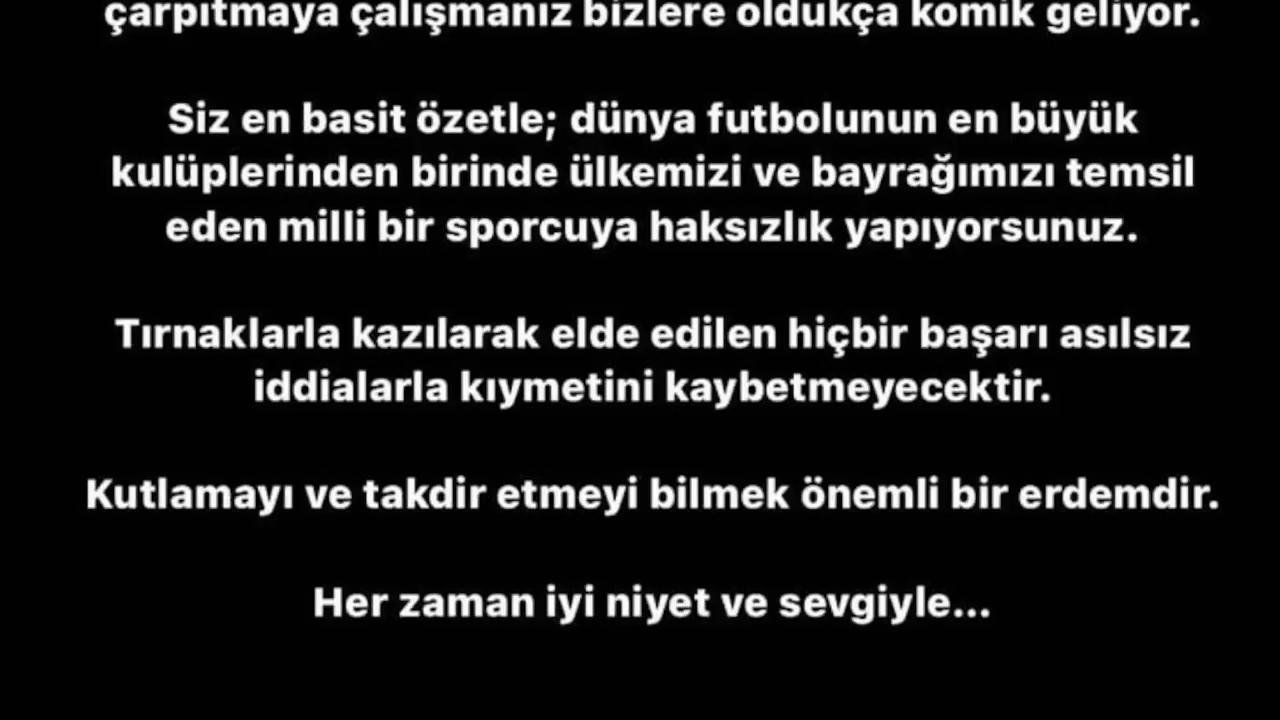 çarpıtmaya çalışmanız bizlere oldukça komik geliyor.
Siz en basit özetle; dünya futbolunun en büyük
kulüplerinden birinde ülkemizi ve bayrağımızı temsil
eden milli bir sporcuya haksızlık yapıyorsunuz.
Tırnaklarla kazılarak elde edilen hiçbir başarı asılsız
iddialarla kıymetini kaybetmeyecektir.
Kutlamayı ve takdir etmeyi bilmek önemli bir erdemdir.
Her zaman iyi niyet ve sevgiyle...